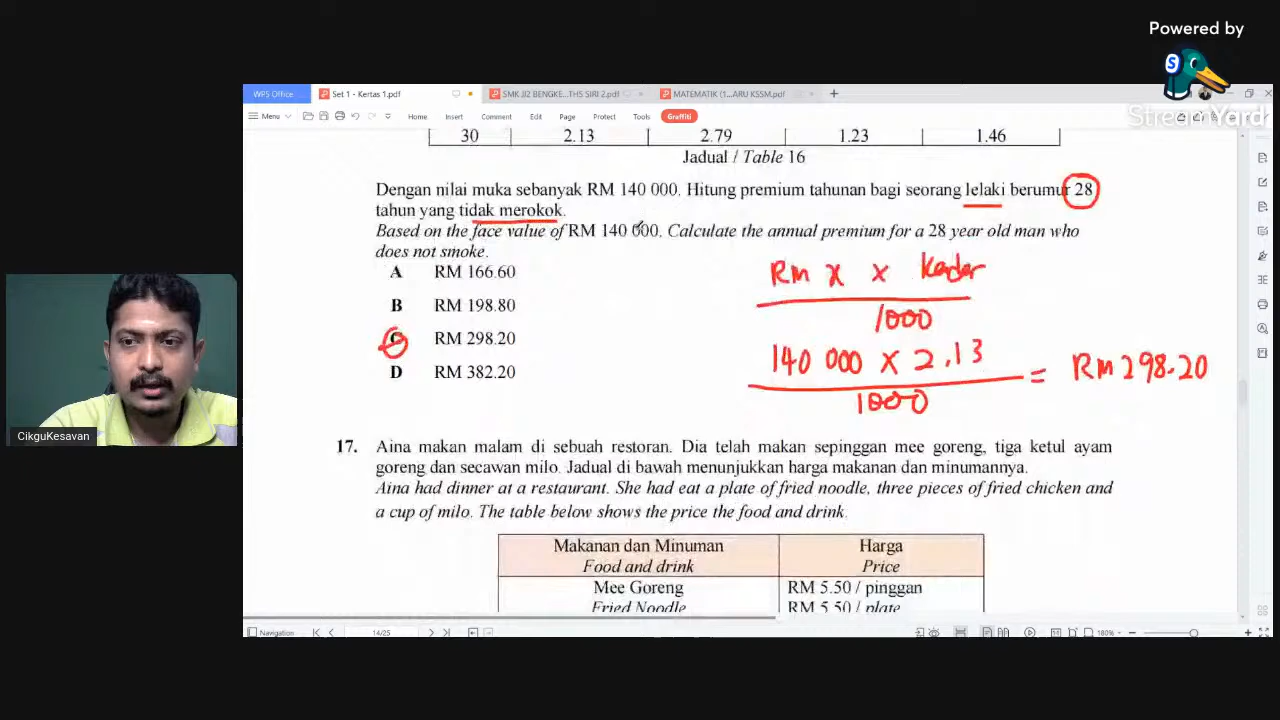 Powered by
S
StreamYard
WPS Office
Set 1 - Kertas 1.pdf
SMK JI2 BENGKE....THS SIRI 2.pdf
MATEMATIK (1...ARU KSSM.pdf
Menu
Home
Insert
Comment
Edit
Page
Protect
Tools
Graffiti
30 2.13 2.79 1.23 1.46
Jadual / Table 16
Dengan nilai muka sebanyak RM 140 000. Hitung premium tahunan bagi seorang lelaki berumur 28
tahun yang tidak merokok.
Based on the face value of RM 140 000. Calculate the annual premium for a 28 year old man who
does not smoke.
A RM 166.60
B RM 198.80
C RM 298.20
D RM 382.20
Rm x × Kadar
1000
140 000 × 2.13
1000
= Rm 298.20
CikguKesavan
17. Aina makan malam di sebuah restoran. Dia telah makan sepinggan mee goreng, tiga ketul ayam
goreng dan secawan milo. Jadual di bawah menunjukkan harga makanan dan minumannya.
Aina had dinner at a restaurant. She had eat a plate of fried noodle, three pieces of fried chicken and
a cup of milo. The table below shows the price the food and drink.
Makanan dan Minuman Harga
Food and drink Price
Mee Goreng RM 5.50 / pinggan
Fried Noodle RM 5.50 / plate
Navigation
14/25
180%